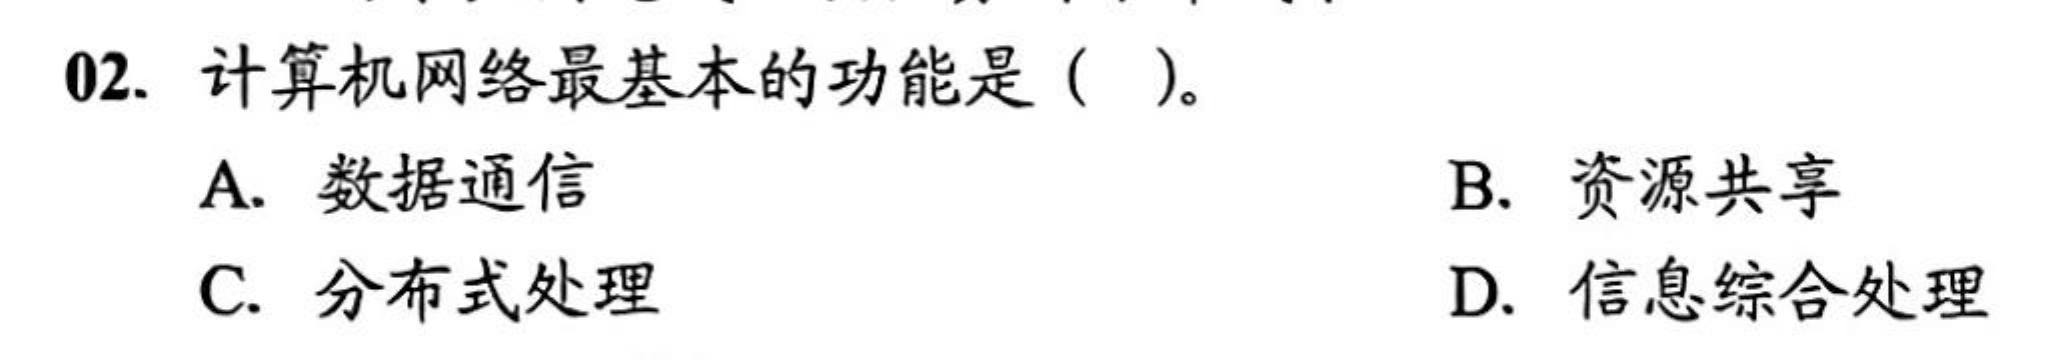 02. 计算机网络最基本的功能是（ ）。
A. 数据通信 B. 资源共享
C. 分布式处理 D. 信息综合处理